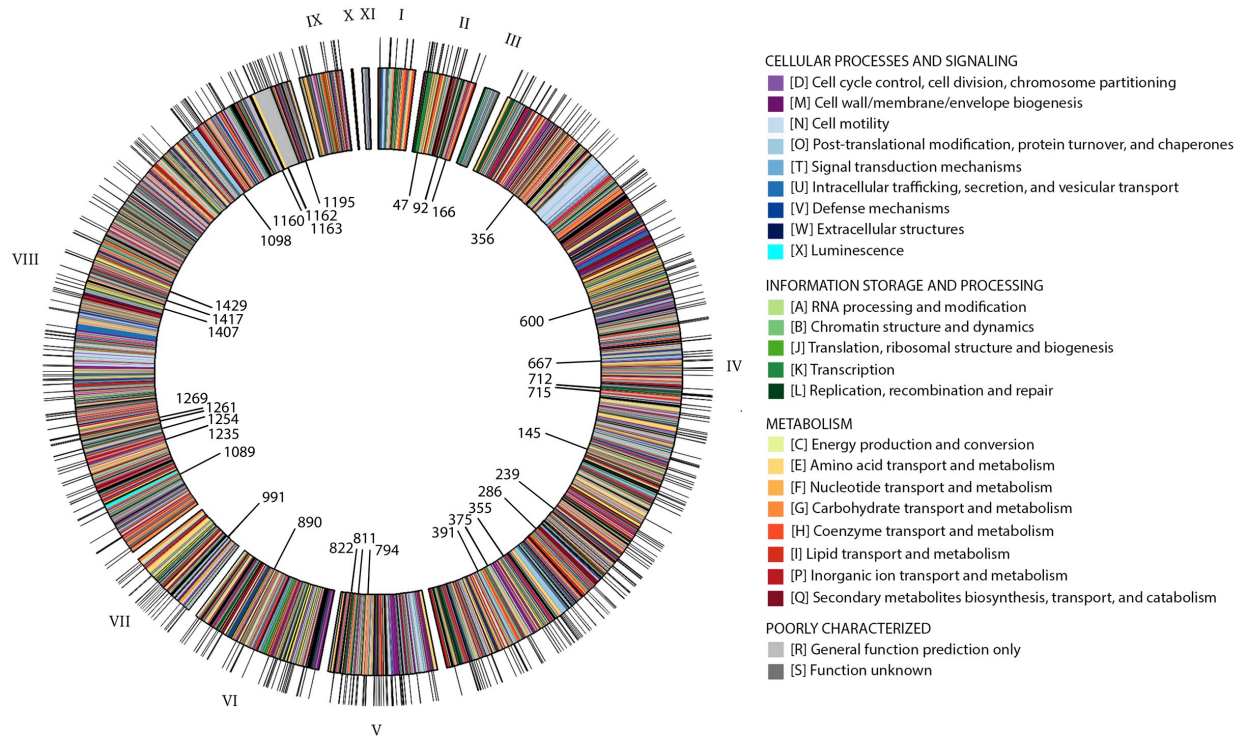 IX X XI I
II
III
IV
V
VI
VII
VIII
1195
1160 1162
1163
1098
47 92 166
356
1429
1417
1407
600
667
712
715
1269
1261
1254
1235
1089
145
239
286
355
375
391
991
890
811
822 794
CELLULAR PROCESSES AND SIGNALING
[D] Cell cycle control, cell division, chromosome partitioning
[M] Cell wall/membrane/envelope biogenesis
[N] Cell motility
[O] Post-translational modification, protein turnover, and chaperones
[T] Signal transduction mechanisms
[U] Intracellular trafficking, secretion, and vesicular transport
[V] Defense mechanisms
[W] Extracellular structures
[X] Luminescence
INFORMATION STORAGE AND PROCESSING
[A] RNA processing and modification
[B] Chromatin structure and dynamics
[J] Translation, ribosomal structure and biogenesis
[K] Transcription
[L] Replication, recombination and repair
METABOLISM
[C] Energy production and conversion
[E] Amino acid transport and metabolism
[F] Nucleotide transport and metabolism
[G] Carbohydrate transport and metabolism
[H] Coenzyme transport and metabolism
[I] Lipid transport and metabolism
[P] Inorganic ion transport and metabolism
[Q] Secondary metabolites biosynthesis, transport, and catabolism
POORLY CHARACTERIZED
[R] General function prediction only
[S] Function unknown